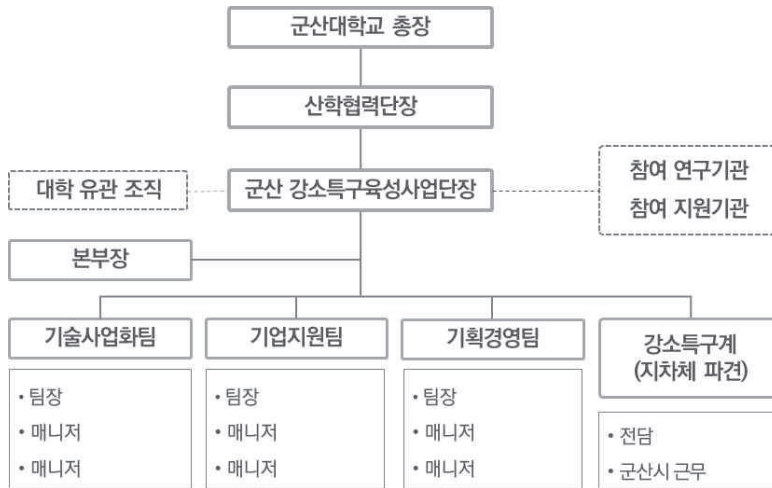 군산대학교 총장
산학협력단장
대학 유관 조직
군산 강소특구육성사업단장
참여 연구기관
참여 지원기관
본부장
기술사업화팀
• 팀장
• 매니저
• 매니저
기업지원팀
• 팀장
• 매니저
• 매니저
기획경영팀
• 팀장
• 매니저
• 매니저
강소특구계
(지차체 파견)
• 전담
• 군산시 근무